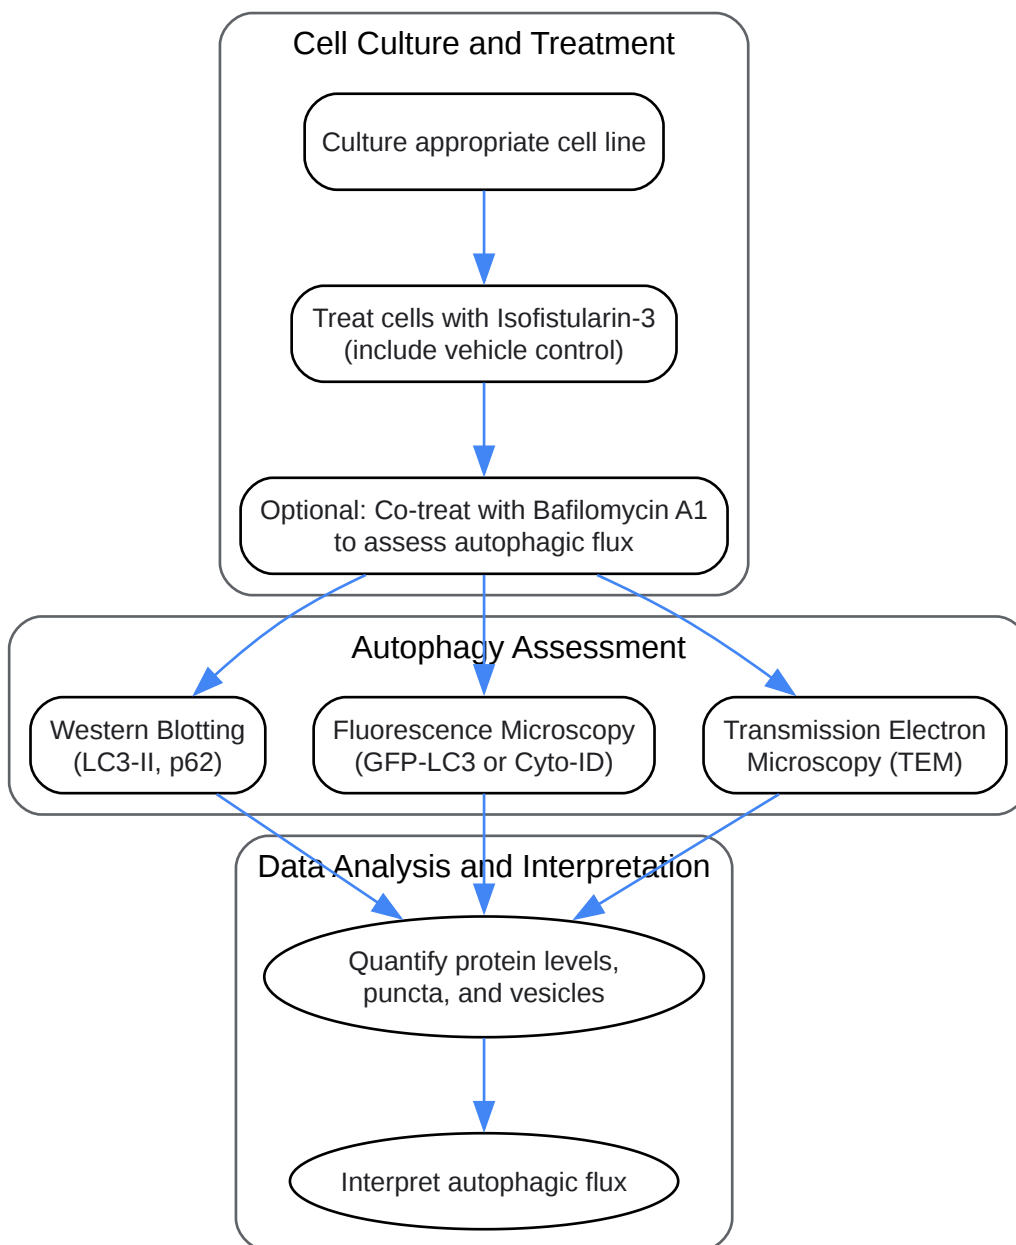 Cell Culture and Treatment
Culture appropriate cell line
Treat cells with Isofistularin-3
(include vehicle control)
Optional: Co-treat with Bafilomycin A1
to assess autophagic flux
Autophagy Assessment
Western Blotting
(LC3-II, p62)
Fluorescence Microscopy
(GFP-LC3 or Cyto-ID)
Transmission Electron
Microscopy (TEM)
Data Analysis and Interpretation
Quantify protein levels,
puncta, and vesicles
Interpret autophagic flux